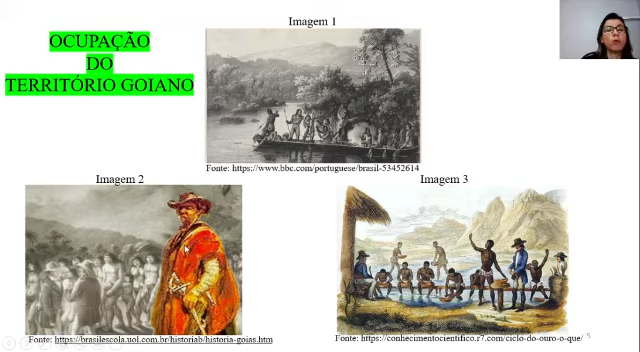 OCUPAÇÃO
DO
TERRITÓRIO GOIANO
Imagem 1
Fonte: https://www.bbc.com/portuguese/brasil-53452614
Imagem 2
Fonte: https://brasilescola.uol.com.br/historiab/historia-goias.htm
Imagem 3
Fonte: https://conhecimentocientifico.r7.com/ciclo-do-ouro-o-que/
5